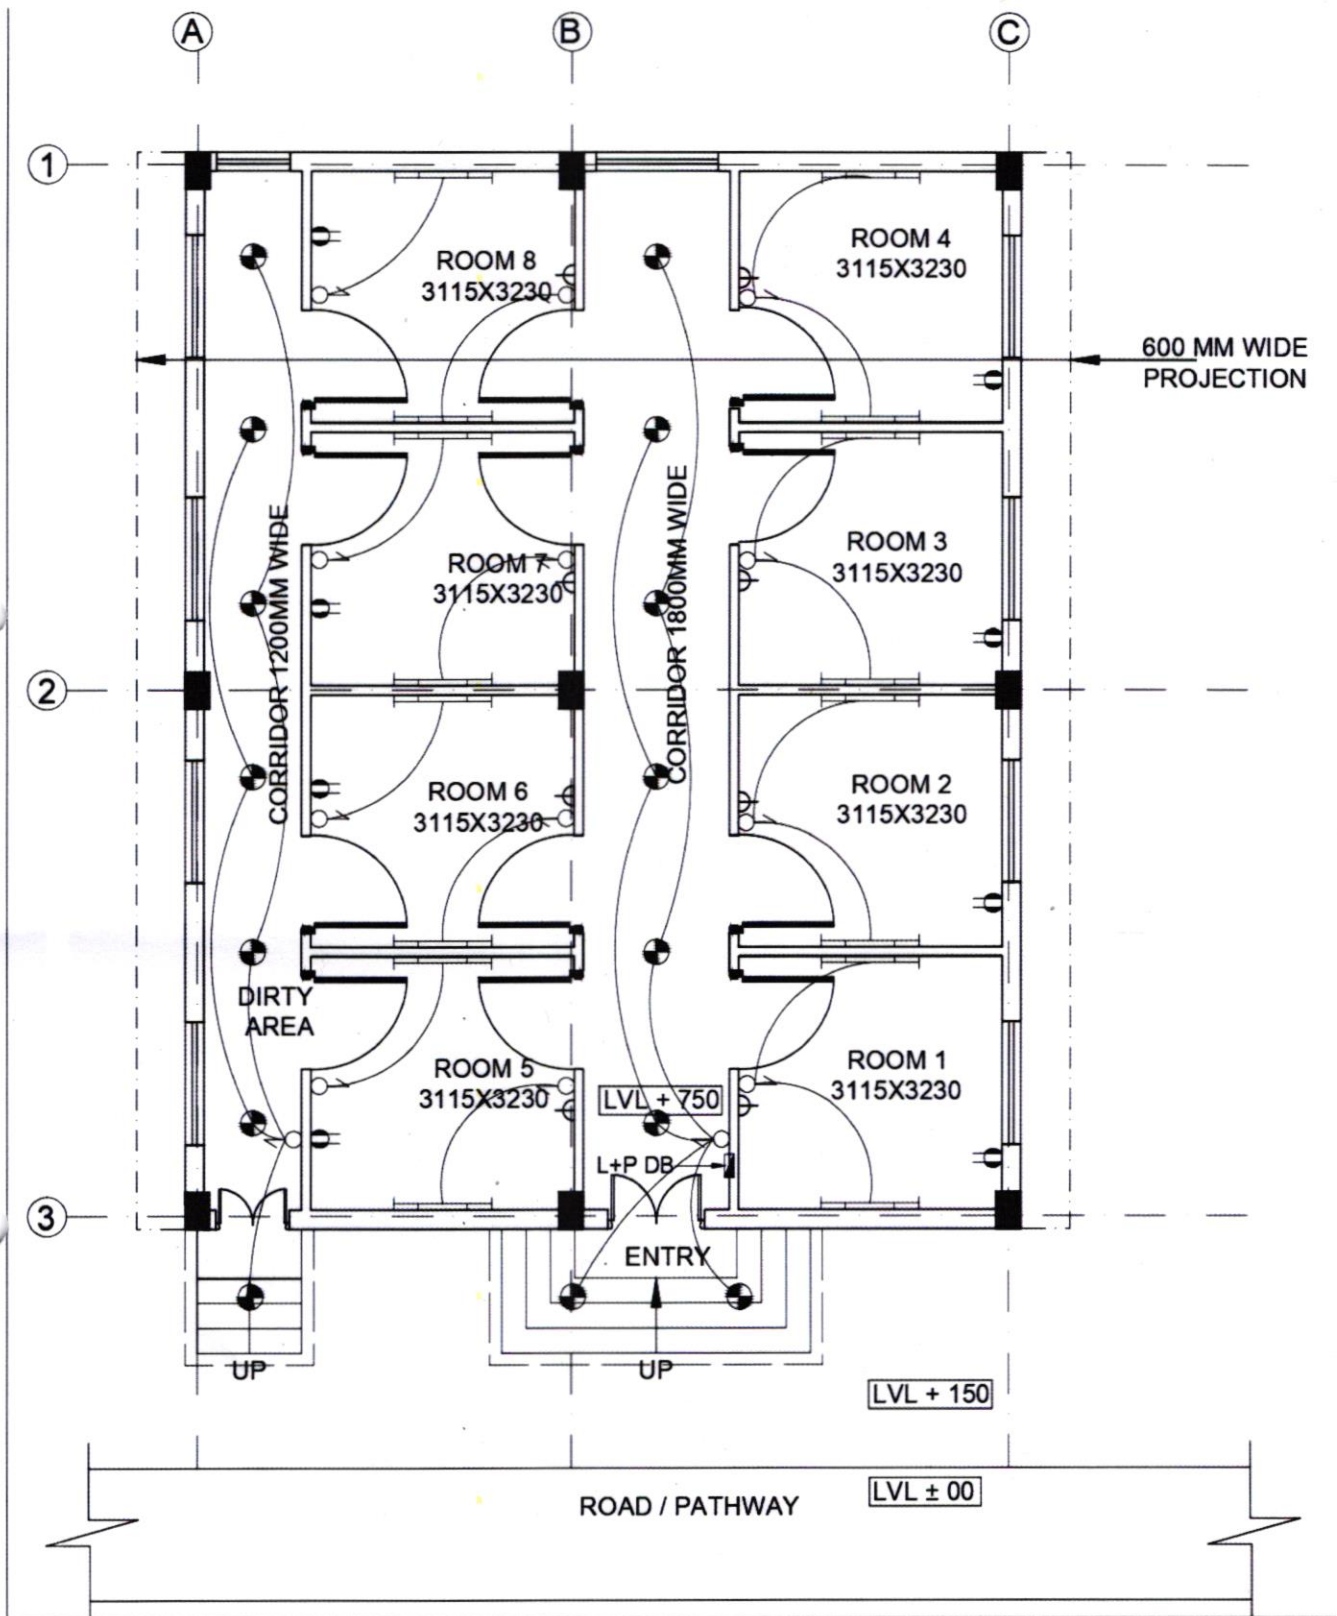 A
B
C
1
ROOM 8
3115X3230
ROOM 4
3115X3230
600 MM WIDE
PROJECTION
CORRIDOR 1200MM WIDE
CORRIDOR 1800MM WIDE
ROOM 7
3115X3230
ROOM 3
3115X3230
2
ROOM 6
3115X3230
ROOM 2
3115X3230
DIRTY
AREA
ROOM 5
3115X3230
LVL + 750
ROOM 1
3115X3230
L+P DB
3
ENTRY
UP
UP
LVL + 150
LVL ± 00
ROAD / PATHWAY